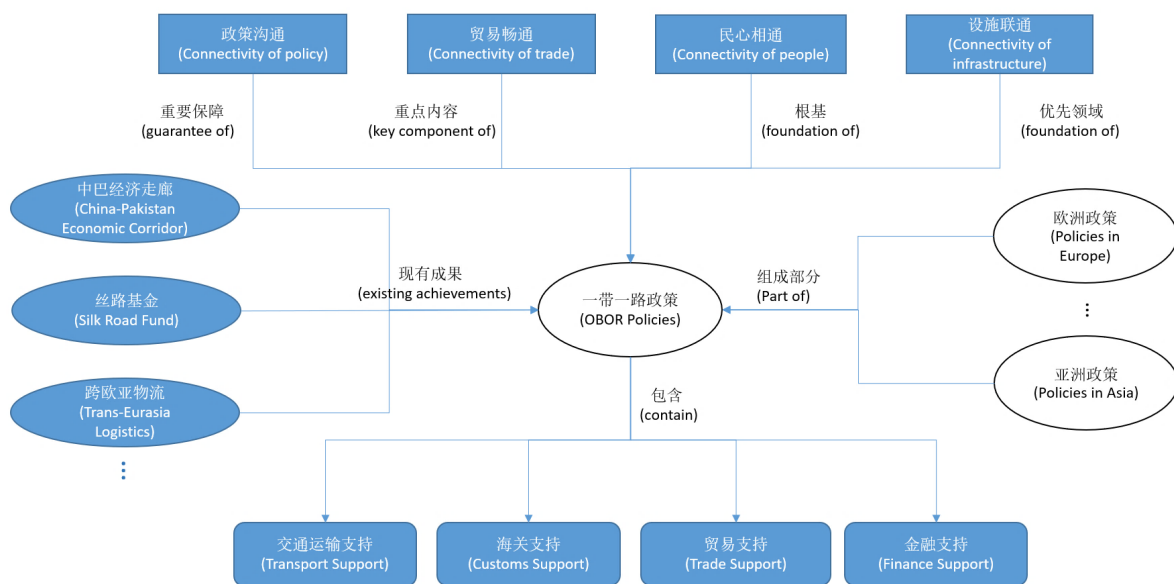 政策沟通
(Connectivity of policy)
贸易畅通
(Connectivity of trade)
民心相通
(Connectivity of people)
设施联通
(Connectivity of
infrastructure)
重要保障
(guarantee of)
重点内容
(key component of)
根基
(foundation of)
优先领域
(foundation of)
中巴经济走廊
(China-Pakistan
Economic Corridor)
欧洲政策
(Policies in
Europe)
现有成果
(existing achievements)
组成部分
(Part of)
丝路基金
(Silk Road Fund)
一带一路政策
(OBOR Policies)
...
跨欧亚物流
(Trans-Eurasia
Logistics)
亚洲政策
(Policies in Asia)
包含
(contain)
...
交通运输支持
(Transport Support)
海关支持
(Customs Support)
贸易支持
(Trade Support)
金融支持
(Finance Support)